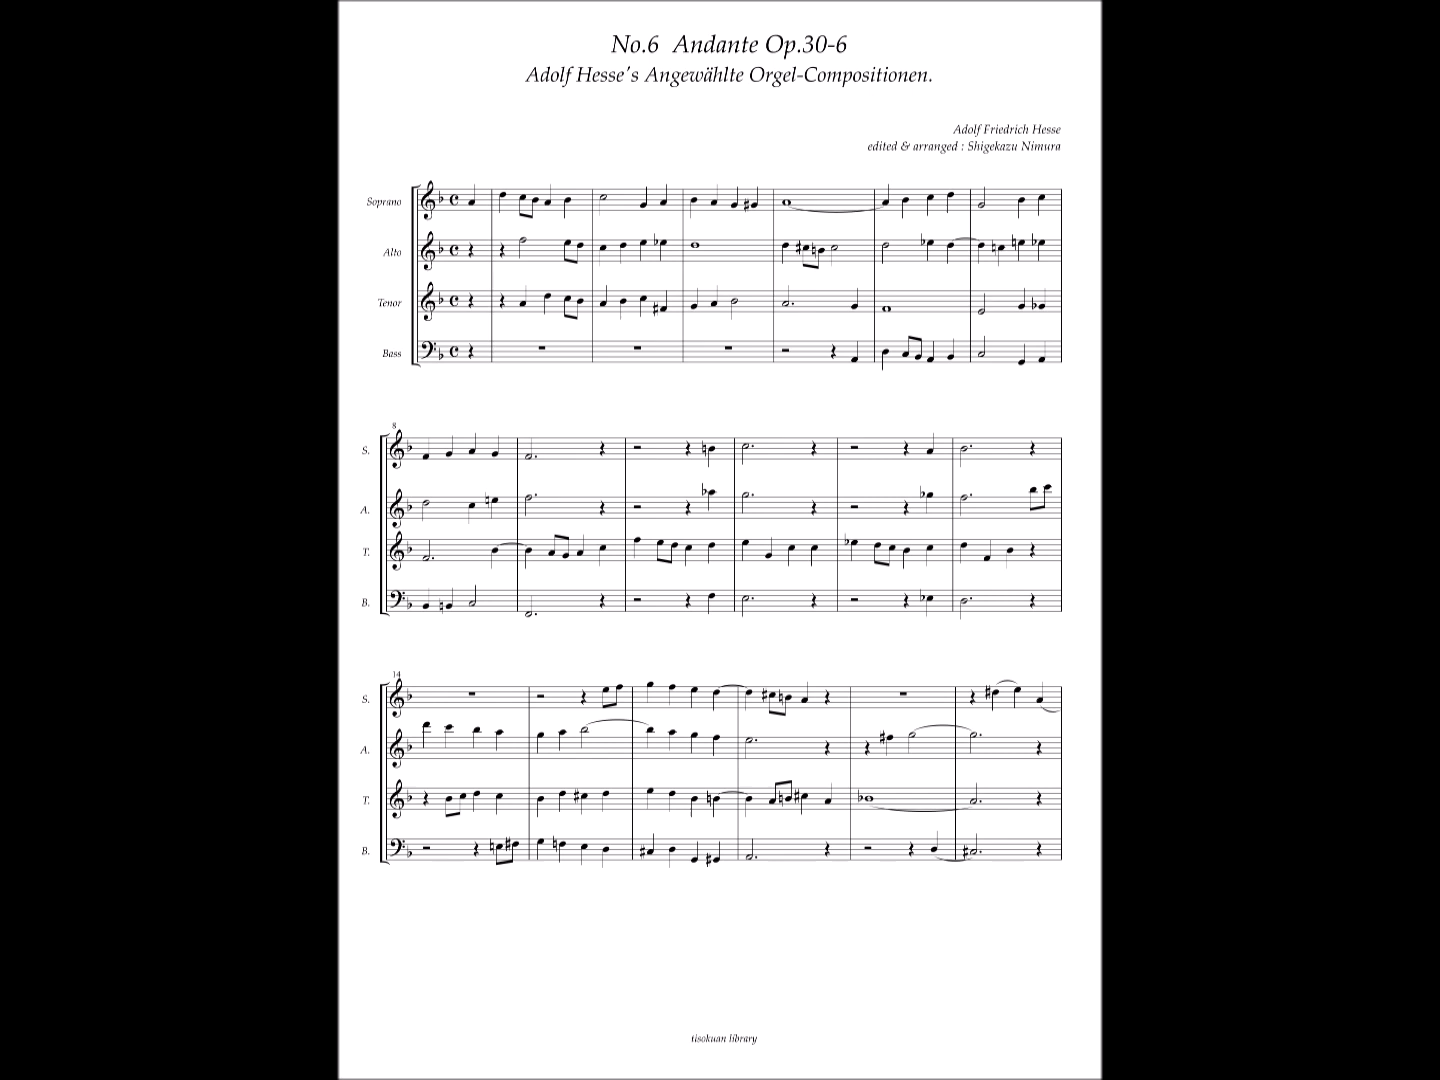 No.6 Andante Op.30-6
Adolf Hesse's Angewählte Orgel-Compositionen.
Adolf Friedrich Hesse
edited & arranged : Shigekazu Nimura
Soprano
Alto
Tenor
Bass
8
S.
A.
T.
B.
14
S.
A.
T.
B.
tisokuan library